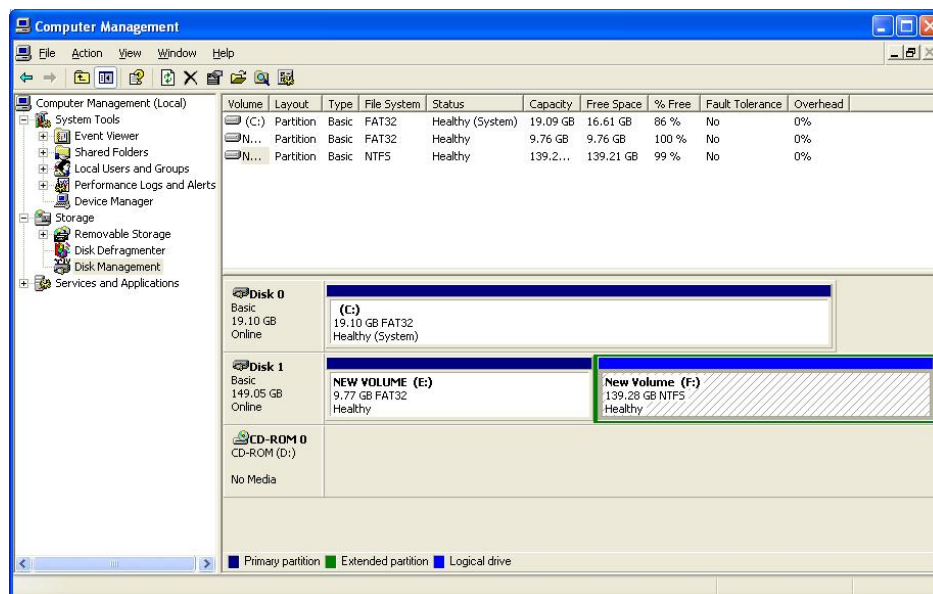 Computer Management
File Action View Window Help
Computer Management (Local)
System Tools
Event Viewer
Shared Folders
Local Users and Groups
Performance Logs and Alerts
Device Manager
Storage
Removable Storage
Disk Defragmenter
Disk Management
Services and Applications
Volume Layout Type File System Status Capacity Free Space % Free Fault Tolerance Overhead
(C:) Partition Basic FAT32 Healthy (System) 19.09 GB 16.61 GB 86 % No 0%
N... Partition Basic FAT32 Healthy 9.76 GB 9.76 GB 100 % No 0%
N... Partition Basic NTFS Healthy 139.2... 139.21 GB 99 % No 0%
Disk 0
Basic
19.10 GB
Online
(C:)
19.10 GB FAT32
Healthy (System)
Disk 1
Basic
149.05 GB
Online
NEW VOLUME (E:)
9.77 GB FAT32
Healthy
New Volume (F:)
139.28 GB NTFS
Healthy
CD-ROM 0
CD-ROM (D:)
No Media
Primary partition Extended partition Logical drive